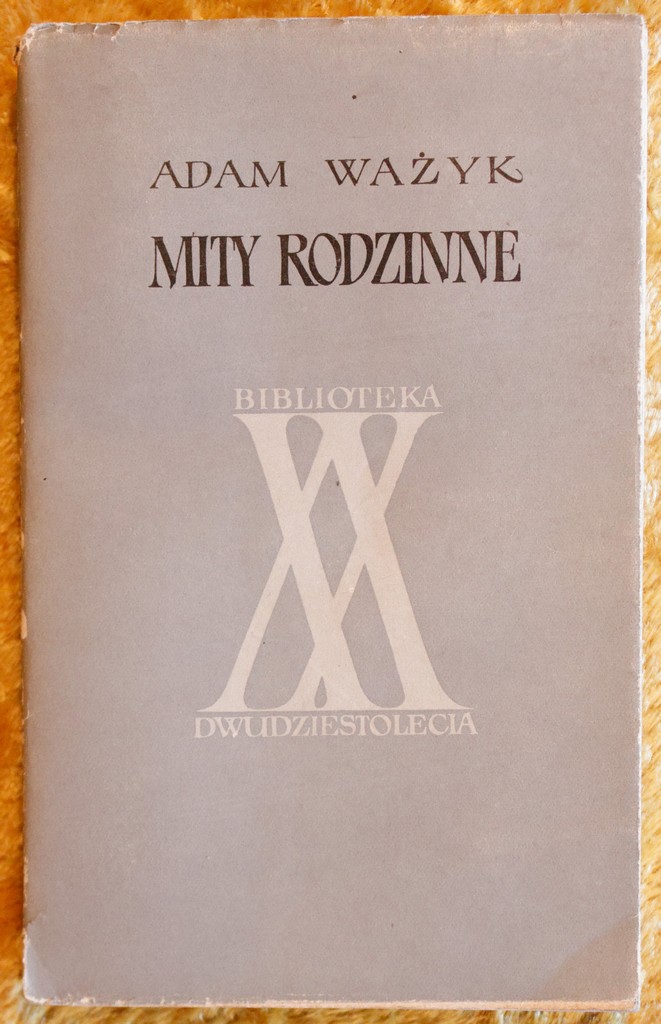 ADAM WAŻYK
MITY RODZINNE
BIBLIOTEKA
XX
DWUDZIESTOLECIA